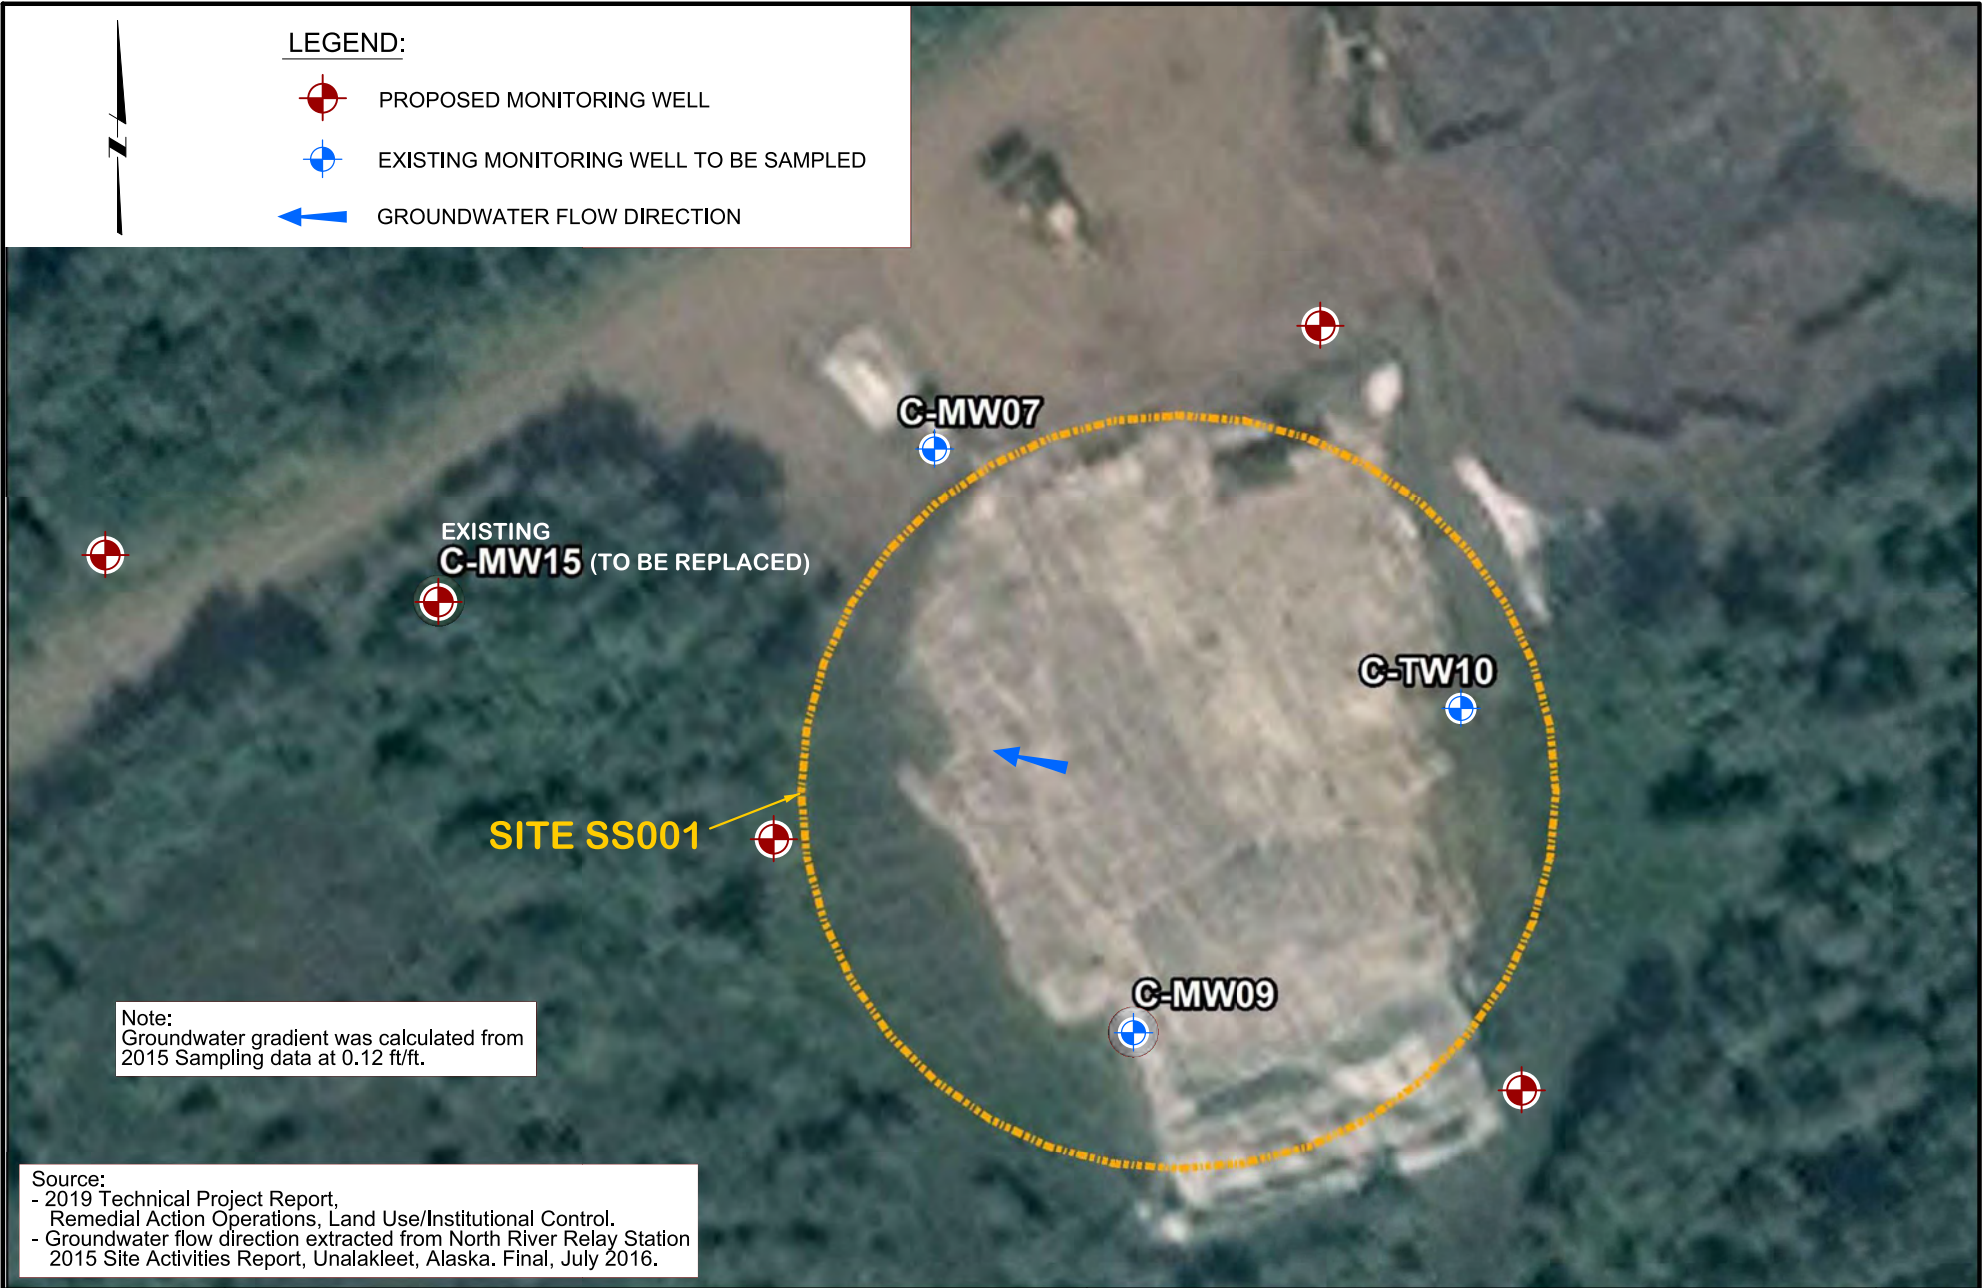 LEGEND:
PROPOSED MONITORING WELL
EXISTING MONITORING WELL TO BE SAMPLED
GROUNDWATER FLOW DIRECTION
N
C-MW07
EXISTING
C-MW15 (TO BE REPLACED)
C-TW10
SITE SS001
C-MW09
Note:
Groundwater gradient was calculated from
2015 Sampling data at 0.12 ft/ft.
Source:
- 2019 Technical Project Report,
Remedial Action Operations, Land Use/Institutional Control.
- Groundwater flow direction extracted from North River Relay Station
2015 Site Activities Report, Unalakleet, Alaska. Final, July 2016.